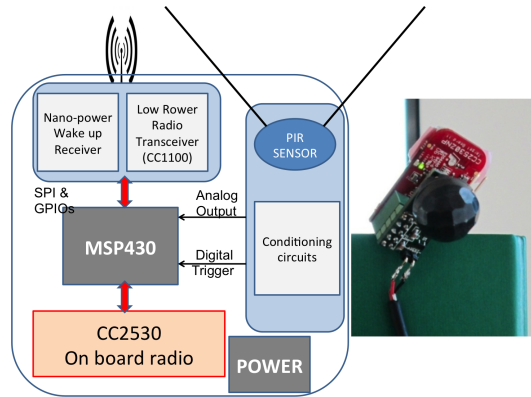 Nano-power
Wake up
Receiver
Low Rower
Radio
Transceiver
(CC1100)
PIR
SENSOR
SPI &
GPIOs
Analog
Output
MSP430
Digital
Trigger
Conditioning
circuits
CC2530
On board radio
POWER
CC2530ZNP